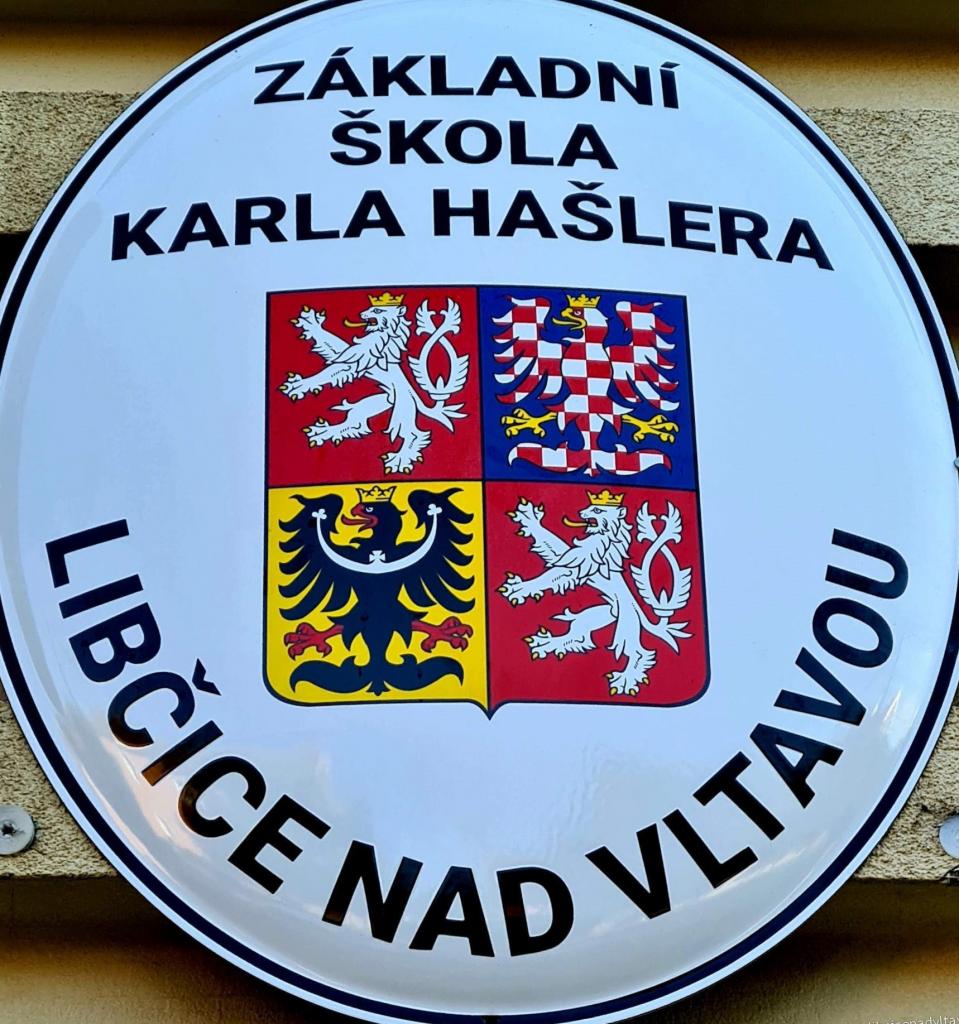 ZÁKLADNÍ
ŠKOLA
KARLA HAŠLERA
LIBČICE NAD VLTAVOU